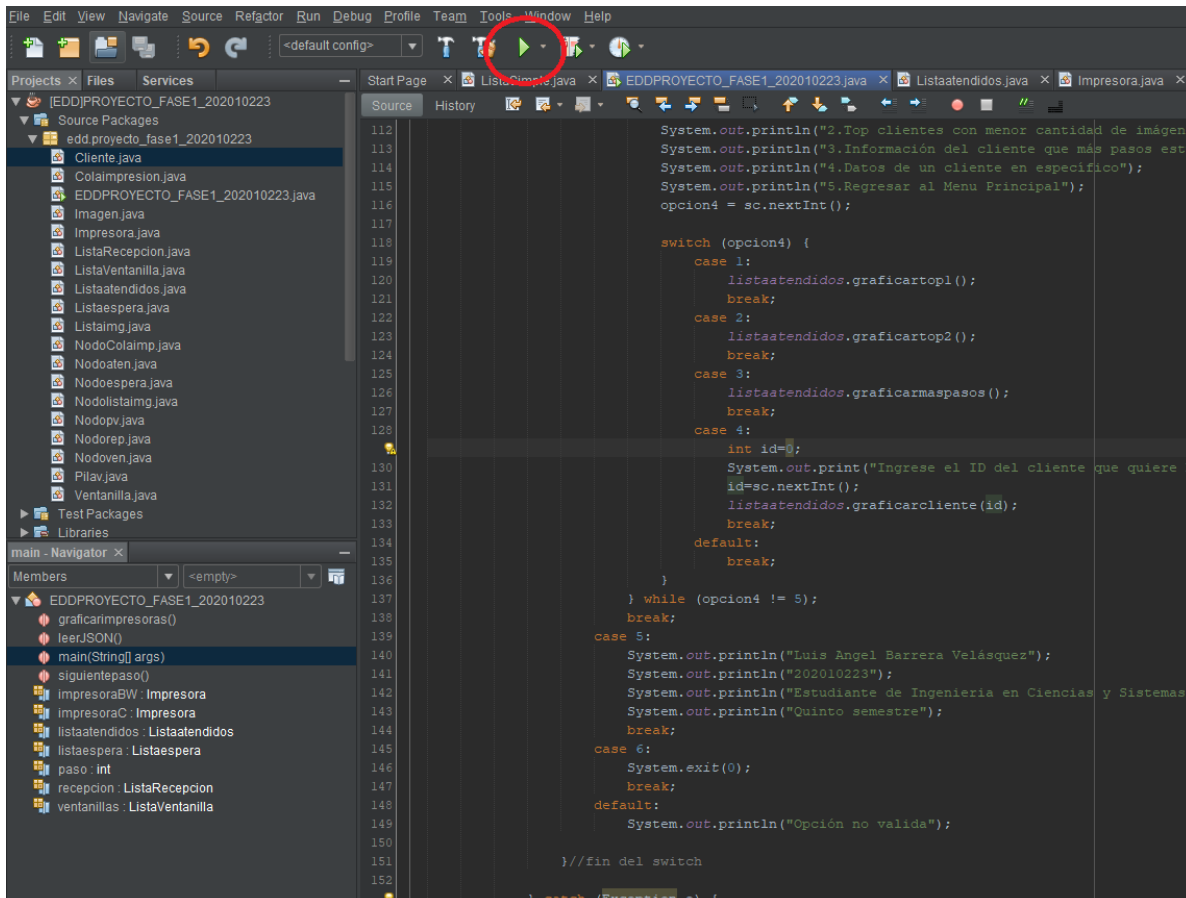 File Edit View Navigate Source Refactor Run Debug Profile Team Tools Window Help
<default config>
Projects Files Services
[EDD]PROYECTO_FASE1_202010223
Source Packages
edd.proyecto_fase1_202010223
Cliente.java
Colaimpresion.java
EDDPROYECTO_FASE1_202010223.java
Imagen.java
Impresora.java
ListaRecepcion.java
ListaVentanilla.java
Listaatendidos.java
Listaespera.java
Listaimg.java
NodoColaimp.java
Nodoaten.java
Nodoespera.java
Nodolistaimg.java
Nodopv.java
Nodorep.java
Nodoven.java
Pilav.java
Ventanilla.java
Test Packages
Libraries
main - Navigator
Members <empty>
EDDPROYECTO_FASE1_202010223
graficarimpresoras()
leerJSON()
main(String[] args)
siguientepaso()
impresoraBW : Impresora
impresoraC : Impresora
listaatendidos : Listaatendidos
listaespera : Listaespera
paso : int
recepcion : ListaRecepcion
ventanillas : ListaVentanilla
Start Page ListaSimple.java EDDPROYECTO_FASE1_202010223.java Listaatendidos.java Impresora.java
Source History
112 System.out.println("2.Top clientes con menor cantidad de imágen
113 System.out.println("3.Información del cliente que más pasos est
114 System.out.println("4.Datos de un cliente en específico");
115 System.out.println("5.Regresar al Menu Principal");
116 opcion4 = sc.nextInt();
117
118 switch (opcion4) {
119 case 1:
120 listaatendidos.graficartop1();
121 break;
122 case 2:
123 listaatendidos.graficartop2();
124 break;
125 case 3:
126 listaatendidos.graficarmaspasos();
127 break;
128 case 4:
int id=0;
130 System.out.print("Ingrese el ID del cliente que quiere
131 id=sc.nextInt();
132 listaatendidos.graficarcliente(id);
133 break;
134 default:
135 break;
136 }
137 } while (opcion4 != 5);
138 break;
139 case 5:
140 System.out.println("Luis Angel Barrera Velásquez");
141 System.out.println("202010223");
142 System.out.println("Estudiante de Ingenieria en Ciencias y Sistemas
143 System.out.println("Quinto semestre");
144 break;
145 case 6:
146 System.exit(0);
147 break;
148 default:
149 System.out.println("Opción no valida");
150
151 }//fin del switch
152
} catch (Exception e) {